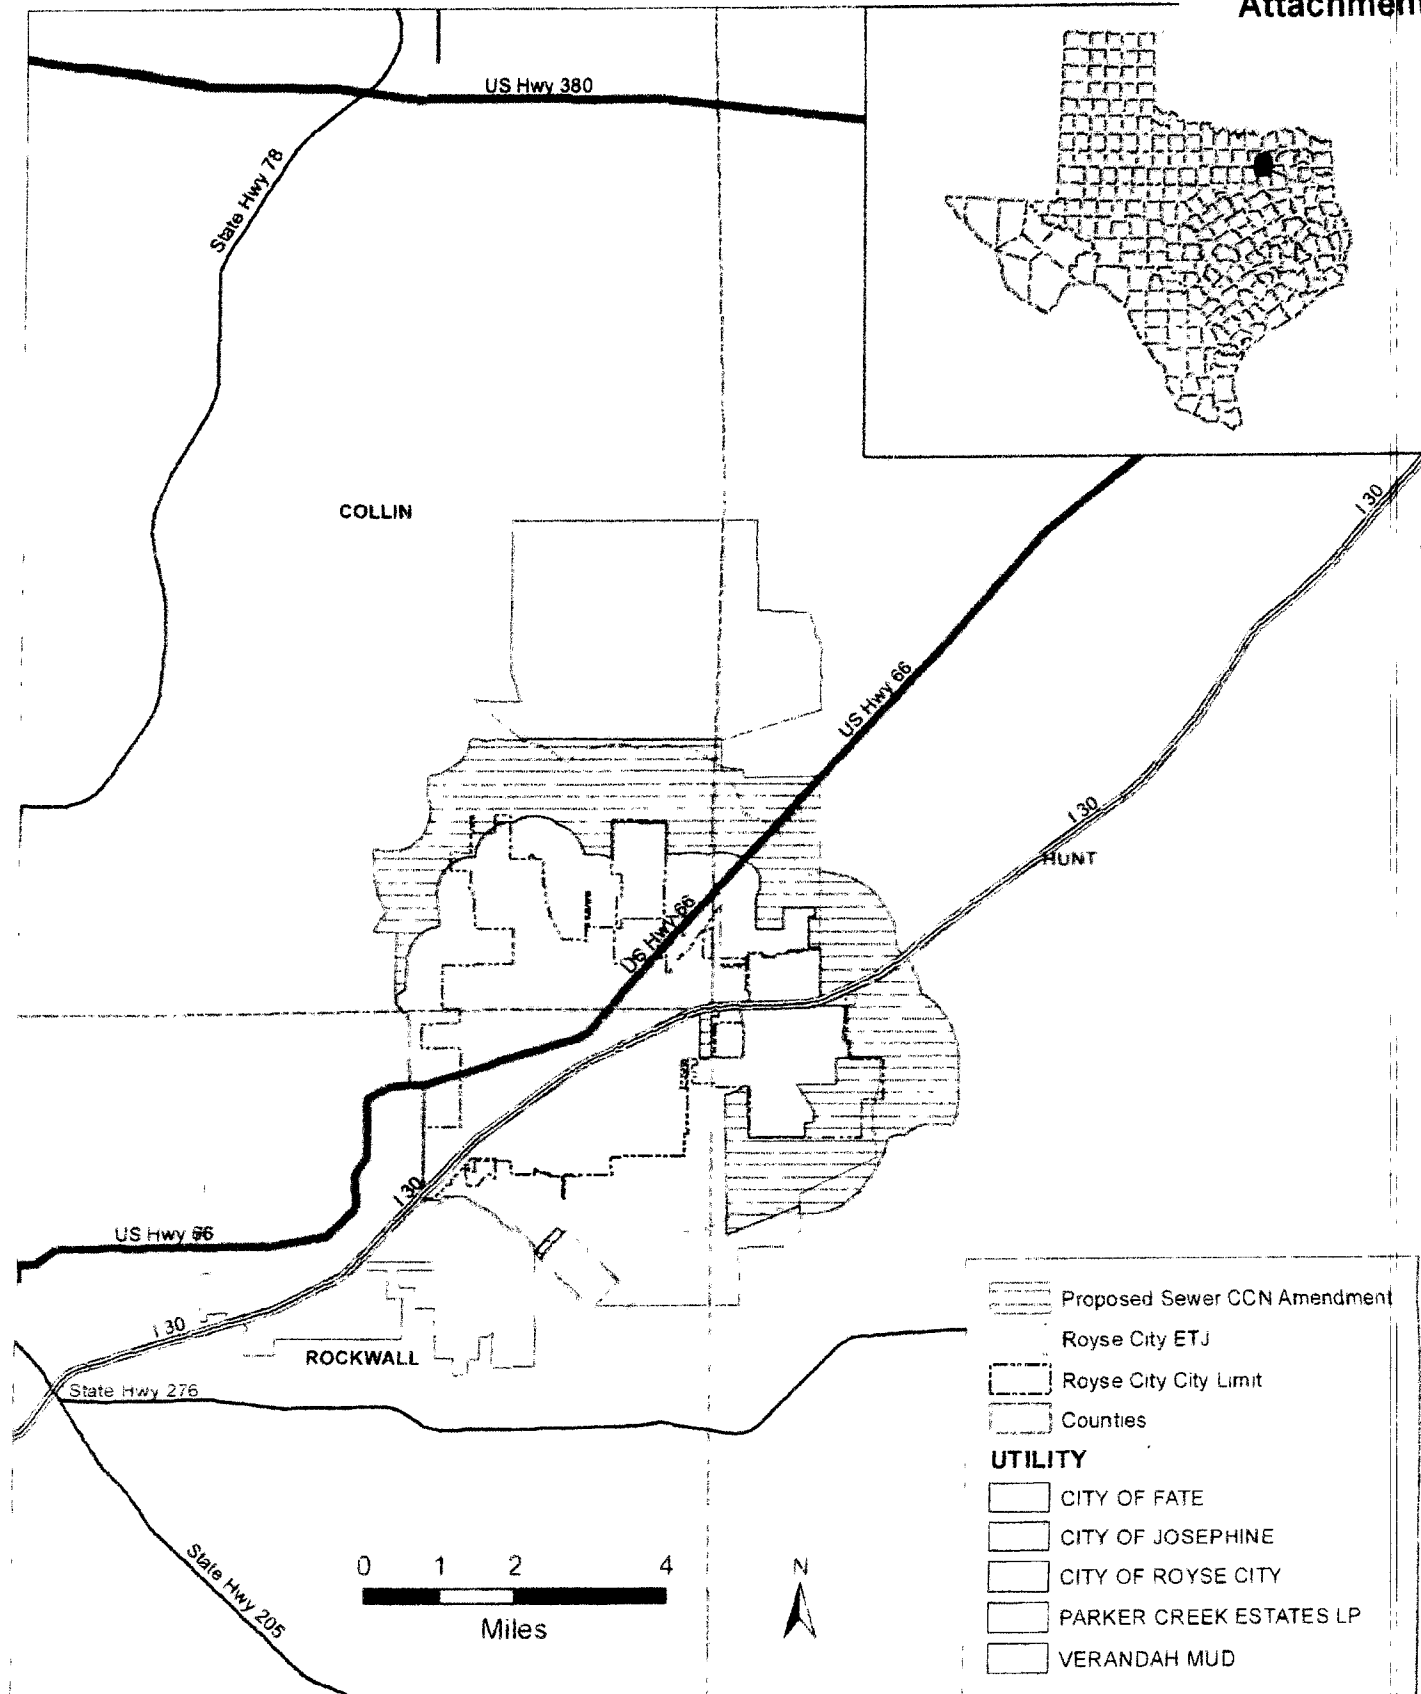 Attachment
US Hwy 380
State Hwy 78
COLLIN
I 30
US Hwy 66
I 30
HUNT
US Hwy 66
I 30
US Hwy 66
I 30
ROCKWALL
State Hwy 276
State Hwy 205
0 1 2 4
Miles
N
Proposed Sewer CCN Amendment
Royse City ETJ
Royse City City Limit
Counties
UTILITY
CITY OF FATE
CITY OF JOSEPHINE
CITY OF ROYSE CITY
PARKER CREEK ESTATES LP
VERANDAH MUD